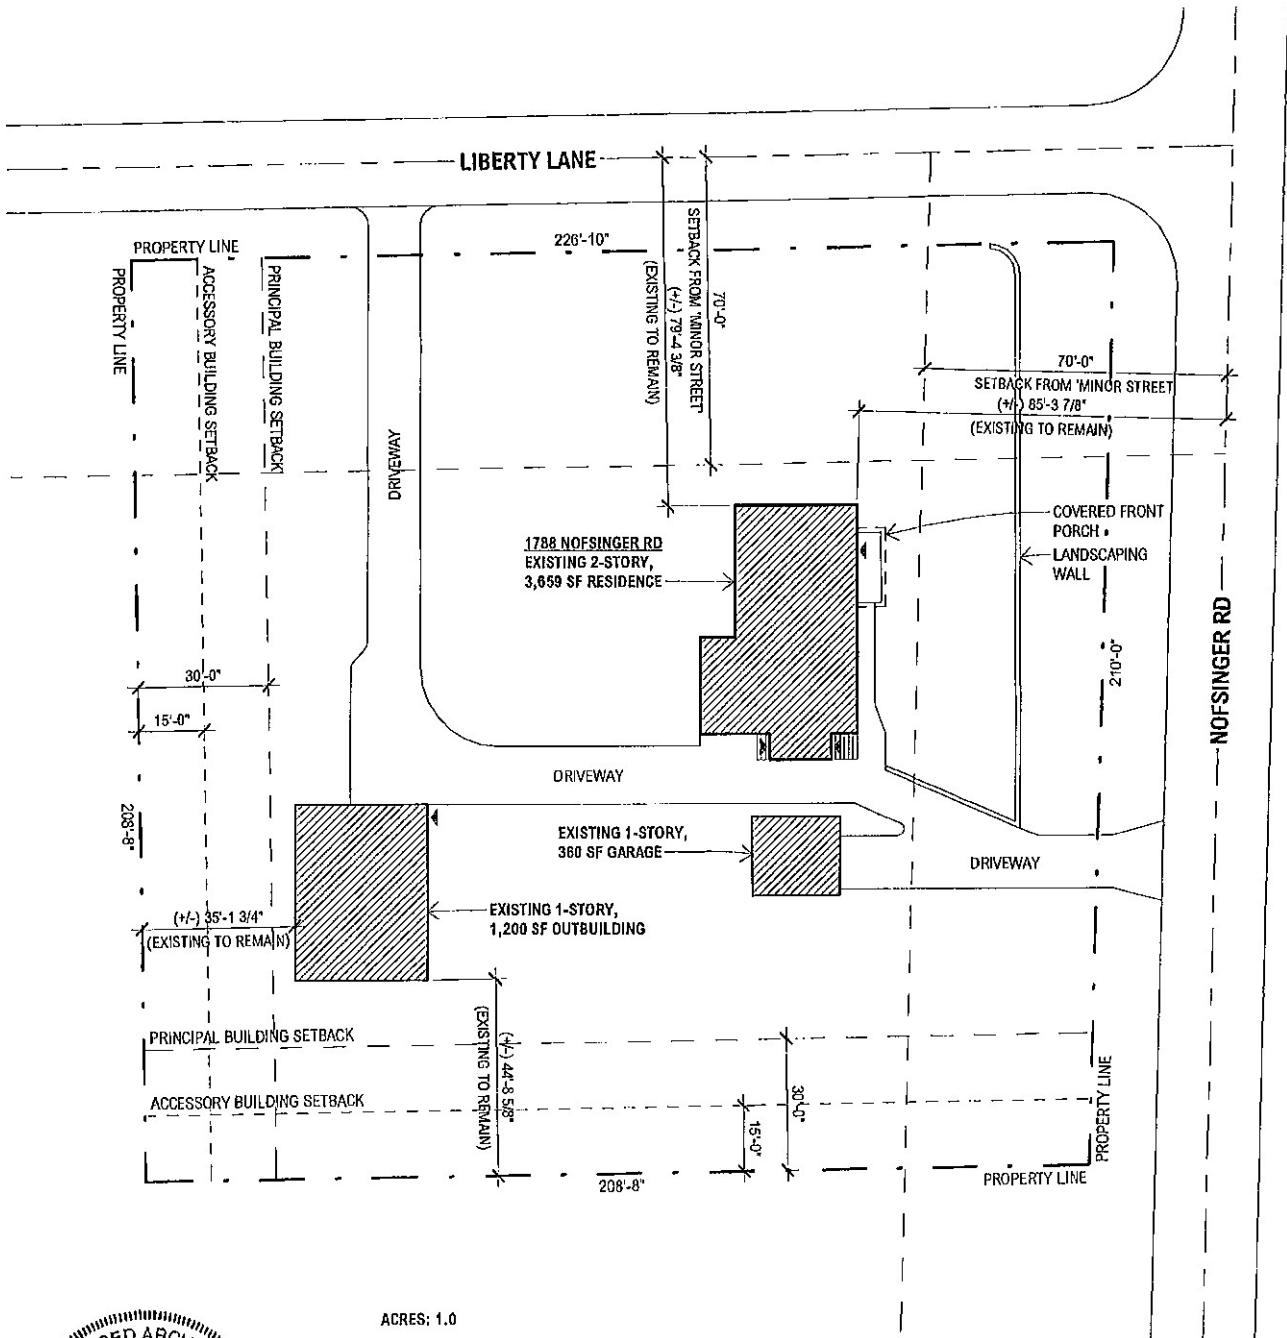 LIBERTY LANE
PROPERTY LINE
226'-10"
PROPERTY LINE
ACCESSORY BUILDING SETBACK
PRINCIPAL BUILDING SETBACK
DRIVEWAY
70'-0"
SETBACK FROM 'MINOR STREET'
(+/-) 79'-4 3/8"
(EXISTING TO REMAIN)
70'-0"
SETBACK FROM 'MINOR STREET
(+/-) 85'-3 7/8"
(EXISTING TO REMAIN)
COVERED FRONT
PORCH
LANDSCAPING
WALL
1788 NOFSINGER RD
EXISTING 2-STORY,
3,659 SF RESIDENCE
NOFSINGER RD
210'-0"
30'-0"
15'-0"
208'-8"
DRIVEWAY
EXISTING 1-STORY,
360 SF GARAGE
DRIVEWAY
(+/-) 35'-1 3/4"
(EXISTING TO REMAIN)
EXISTING 1-STORY,
1,200 SF OUTBUILDING
PRINCIPAL BUILDING SETBACK
(+/-) 44'-8 5/8"
(EXISTING TO REMAIN)
ACCESSORY BUILDING SETBACK
30'-0"
15'-0"
PROPERTY LINE
PROPERTY LINE
208'-8"
ACRES: 1.0